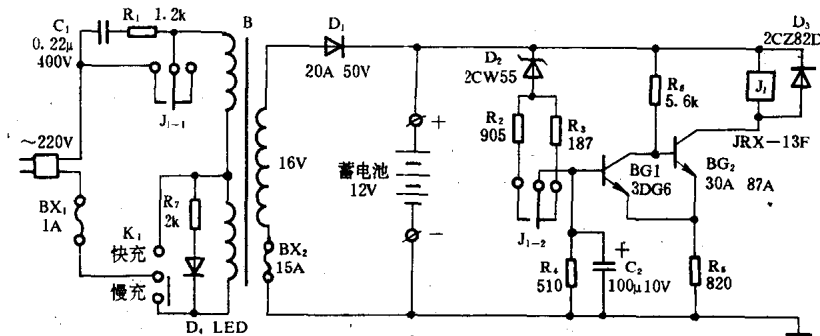 C₁
0.22μ
400V
R₁ 1.2k
J₁₋₁
~220V
BX₁
1A
K₁
快充
慢充
R₇
2k
D₄ LED
B
16V
BX₂
15A
D₁
20A 50V
+
蓄电池
12V
−
D₂
2CW55
R₂
905
R₃
187
J₁₋₂
R₄
510
+
C₂
100μ10V
BG1
3DG6
R₆
5.6k
BG₂
30A 87A
R₅
820
J₁
JRX-13F
D₃
2CZ82D